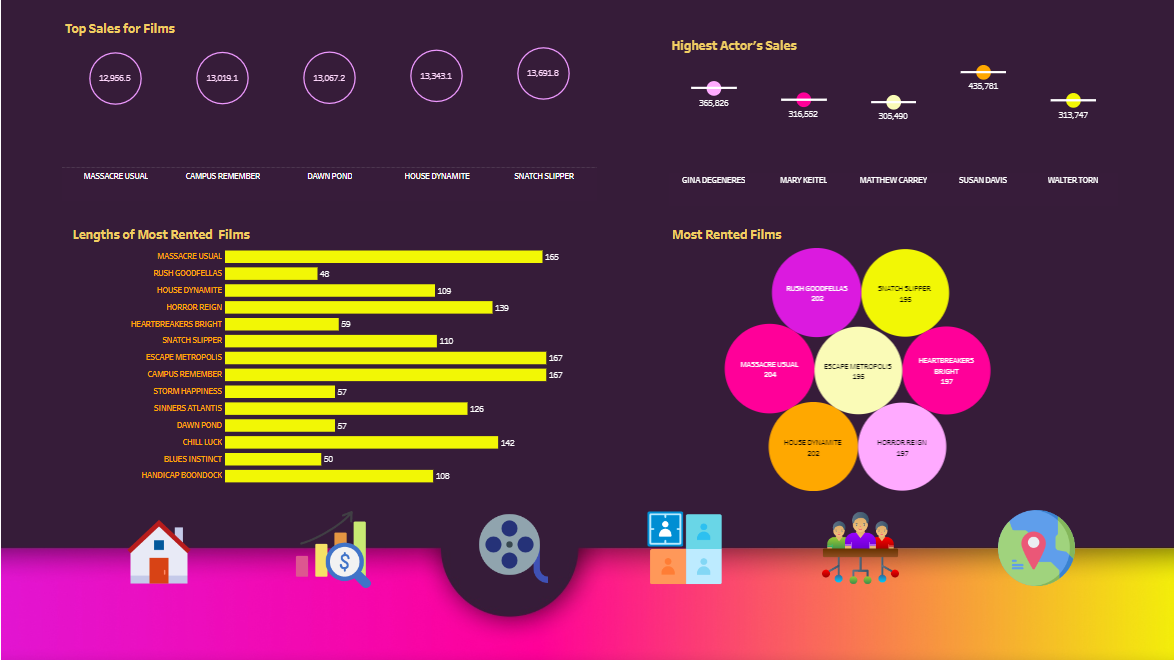 Top Sales for Films
12,956.5
13,019.1
13,067.2
13,343.1
13,691.8
MASSACRE USUAL
CAMPUS REMEMBER
DAWN POND
HOUSE DYNAMITE
SNATCH SLIPPER
Highest Actor's Sales
365,826
316,552
305,490
435,781
313,747
GINA DEGENERES
MARY KEITEL
MATTHEW CARREY
SUSAN DAVIS
WALTER TORN
Lengths of Most Rented Films
MASSACRE USUAL 165
RUSH GOODFELLAS 48
HOUSE DYNAMITE 109
HORROR REIGN 139
HEARTBREAKERS BRIGHT 59
SNATCH SLIPPER 110
ESCAPE METROPOLIS 167
CAMPUS REMEMBER 167
STORM HAPPINESS 57
SINNERS ATLANTIS 126
DAWN POND 57
CHILL LUCK 142
BLUES INSTINCT 50
HANDICAP BOONDOCK 108
Most Rented Films
RUSH GOODFELLAS
202
SNATCH SLIPPER
195
MASSACRE USUAL
204
ESCAPE METROPOLIS
195
HEARTBREAKERS
BRIGHT
197
HOUSE DYNAMITE
202
HORROR REIGN
197
$